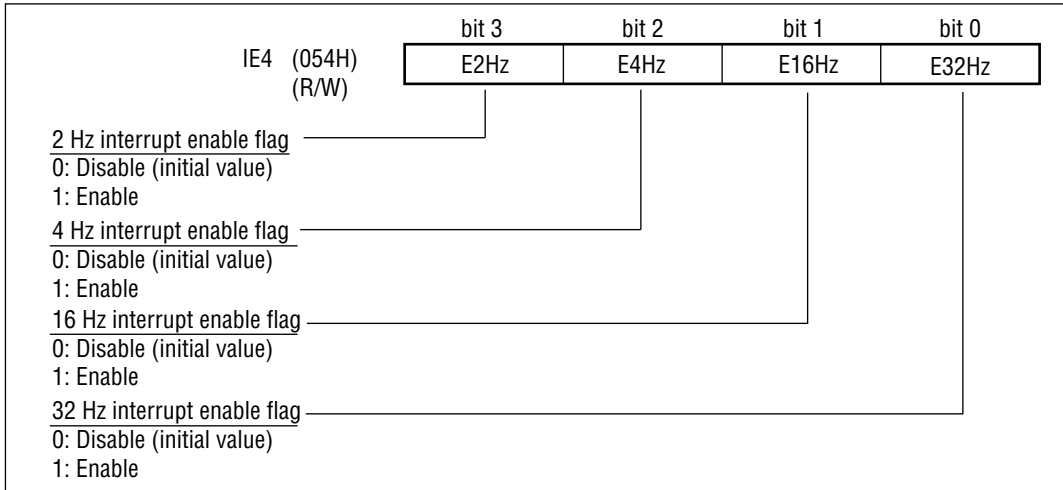 bit 3 bit 2 bit 1 bit 0
IE4 (054H) E2Hz E4Hz E16Hz E32Hz
(R/W)
2 Hz interrupt enable flag
0: Disable (initial value)
1: Enable
4 Hz interrupt enable flag
0: Disable (initial value)
1: Enable
16 Hz interrupt enable flag
0: Disable (initial value)
1: Enable
32 Hz interrupt enable flag
0: Disable (initial value)
1: Enable